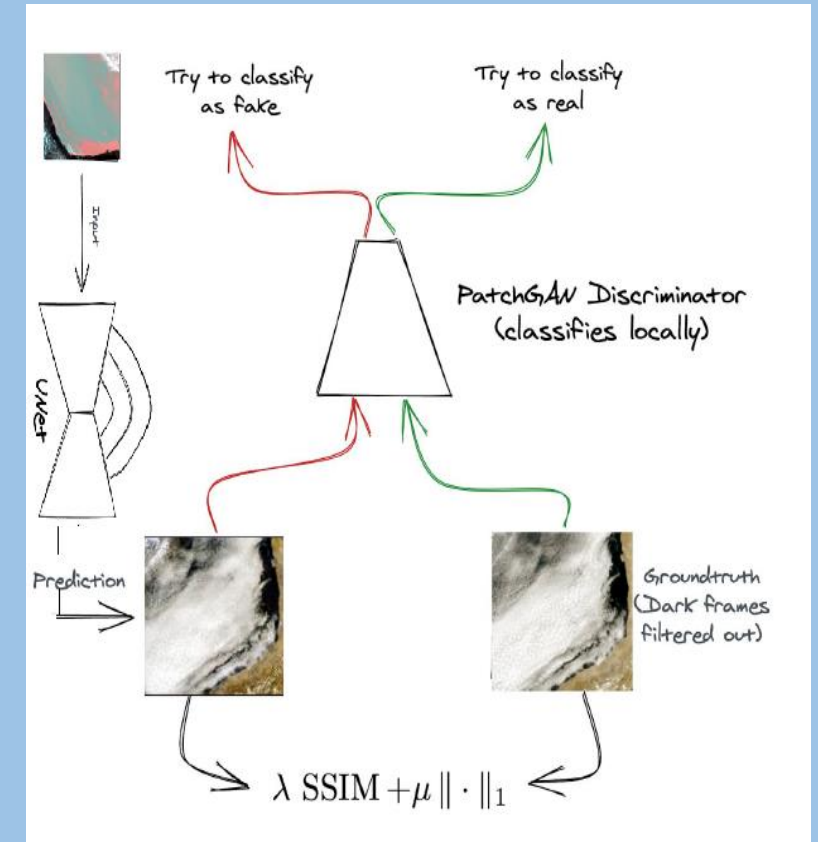 Try to classify
as fake
Try to classify
as real
Input
PatchGAN Discriminator
(classifies locally)
UNet
Prediction
Groundtruth
(Dark frames
filtered out)
λ SSIM +μ ‖ · ‖₁